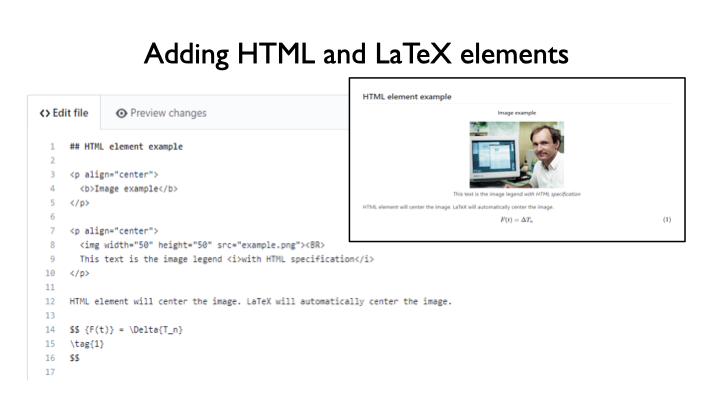 Adding HTML and LaTeX elements
Edit file
Preview changes
1 ## HTML element example
2
3 <p align="center">
4 <b>Image example</b>
5 </p>
6
7 <p align="center">
8 <img width="50" height="50" src="example.png"><BR>
9 This text is the image legend <i>with HTML specification</i>
10 </p>
11
12 HTML element will center the image. LaTeX will automatically center the image.
13
14 $$ {F(t)} = \Delta{T_n}
15 \tag{1}
16 $$
17
HTML element example
Image example
This text is the image legend with HTML specification
HTML element will center the image. LaTeX will automatically center the image.
F(t) = ΔTₙ (1)